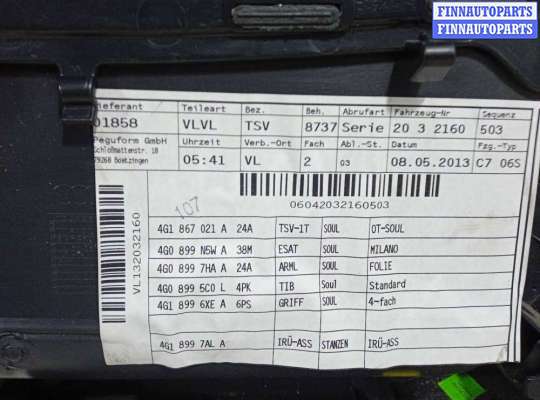 FINNAUTOPARTS
FINNAUTOPARTS
Lieferant Teileart Bez. Beh. Abrufart Fahrzeug-Nr Sequenz
01858 VLVL TSV 8737 Serie 20 3 2160 503
Peguform GmbH Uhrzeit Verb.-Ort Fach Abl.-St. Datum Fzg.-Typ
Schloßmattenstr. 18
79268 Boetzingen 05:41 VL 2 03 08.05.2013 C7 06S
06042032160503
107
VL132032160
4G1 867 021 A 24A TSV-1T SOUL OT-SOUL
4G0 899 N5W A 38M ESAT SOUL MILANO
4G0 899 7HA A 24A ARML SOUL FOLIE
4G0 899 5C0 L 4PK TIB Soul Standard
4G1 899 6XE A 6PS GRIFF SOUL 4-fach
4G1 899 7AL A IRÜ-ASS STANZEN IRÜ-ASS